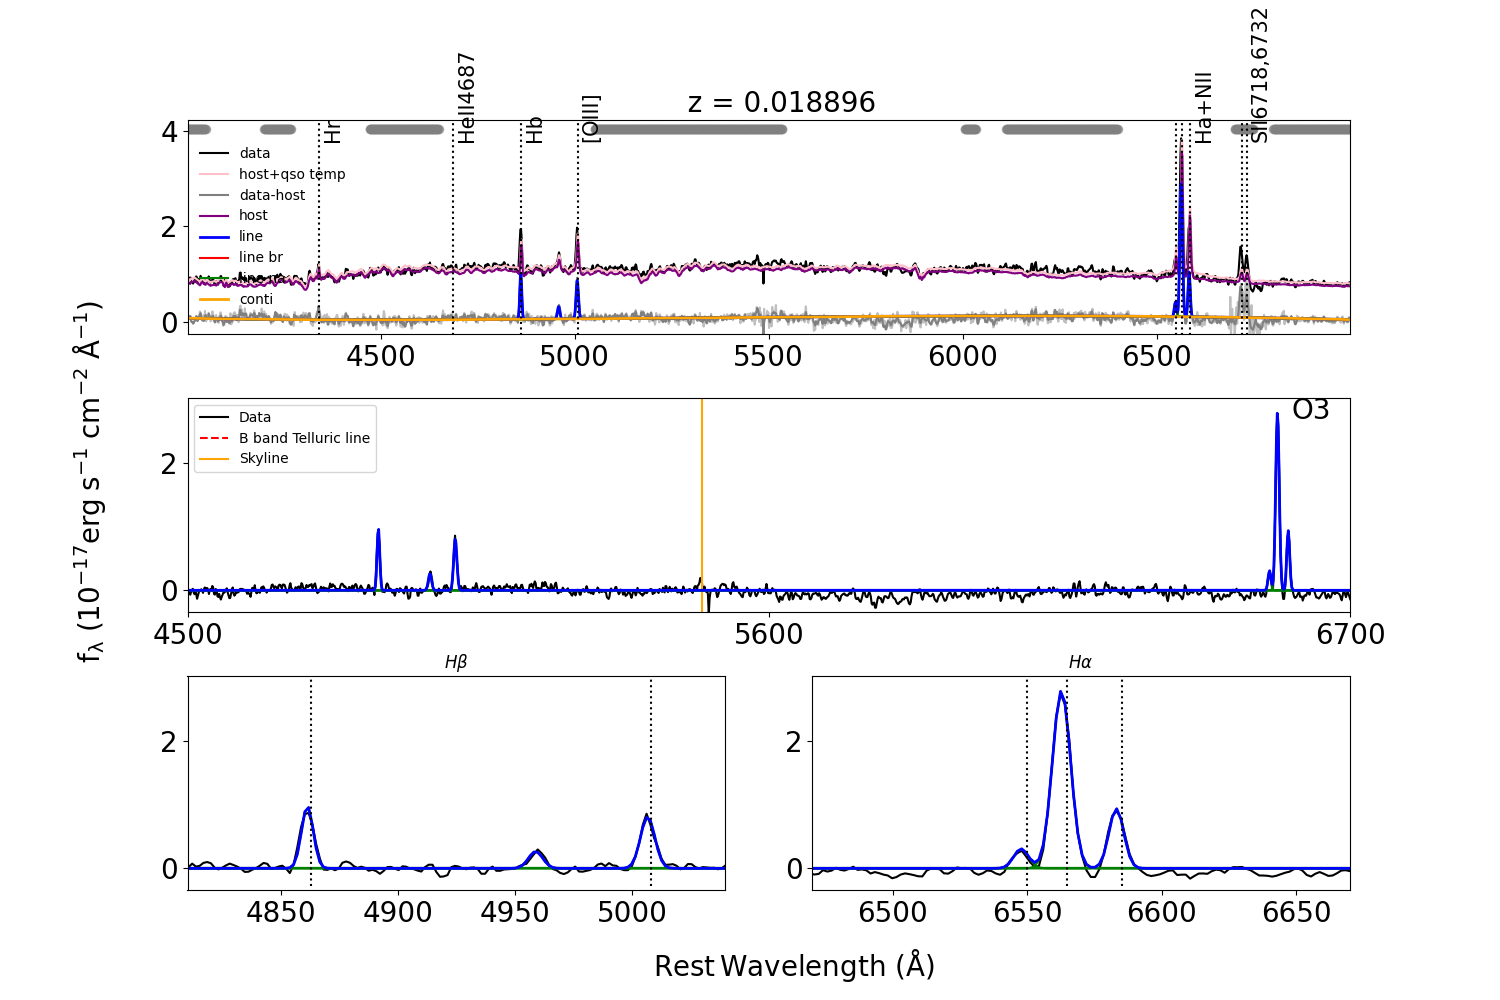 z = 0.018896
Hr
HeII4687
Hb
[OIII]
Ha+NII
SII6718,6732
4
2
0
data
host+qso temp
data-host
host
line
line br
conti
4500 5000 5500 6000 6500
f_λ (10^−17 erg s^−1 cm^−2 Å^−1)
Data
B band Telluric line
Skyline
O3
2
0
4500 5600 6700
Hβ
2
0
4850 4900 4950 5000
Hα
2
0
6500 6550 6600 6650
Rest Wavelength (Å)